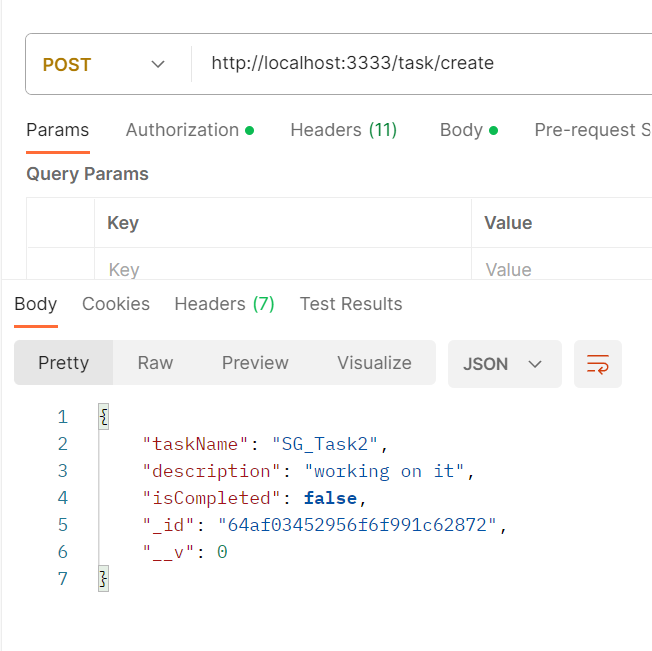 POST http://localhost:3333/task/create
Params Authorization Headers (11) Body Pre-request S
Query Params
Key Value
Key Value
Body Cookies Headers (7) Test Results
Pretty Raw Preview Visualize JSON
1 {
2 "taskName": "SG_Task2",
3 "description": "working on it",
4 "isCompleted": false,
5 "_id": "64af03452956f6f991c62872",
6 "__v": 0
7 }